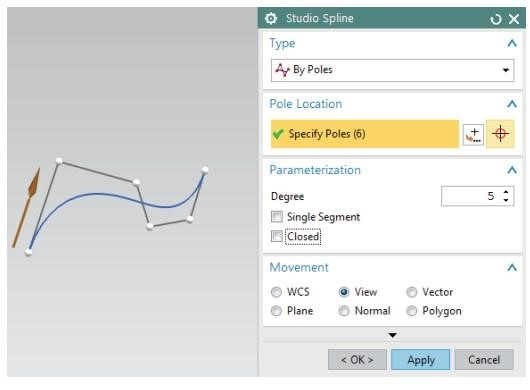 Studio Spline
Type
By Poles
Pole Location
Specify Poles (6)
Parameterization
Degree 5
Single Segment
Closed
Movement
WCS View Vector
Plane Normal Polygon
< OK > Apply Cancel